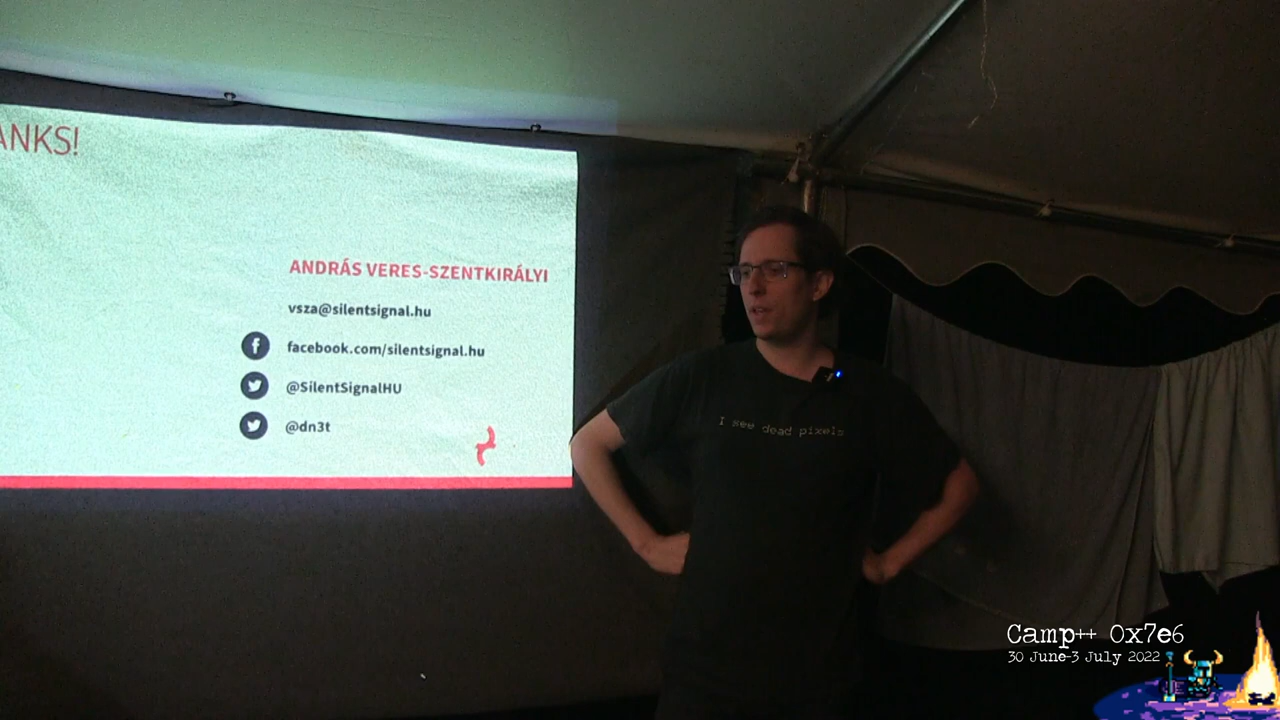 ANKS!
ANDRÁS VERES-SZENTKIRÁLYI
vsza@silentsignal.hu
facebook.com/silentsignal.hu
@SilentSignalHU
@dn3t
I see dead pixels
Camp++ 0x7e6
30 June-3 July 2022